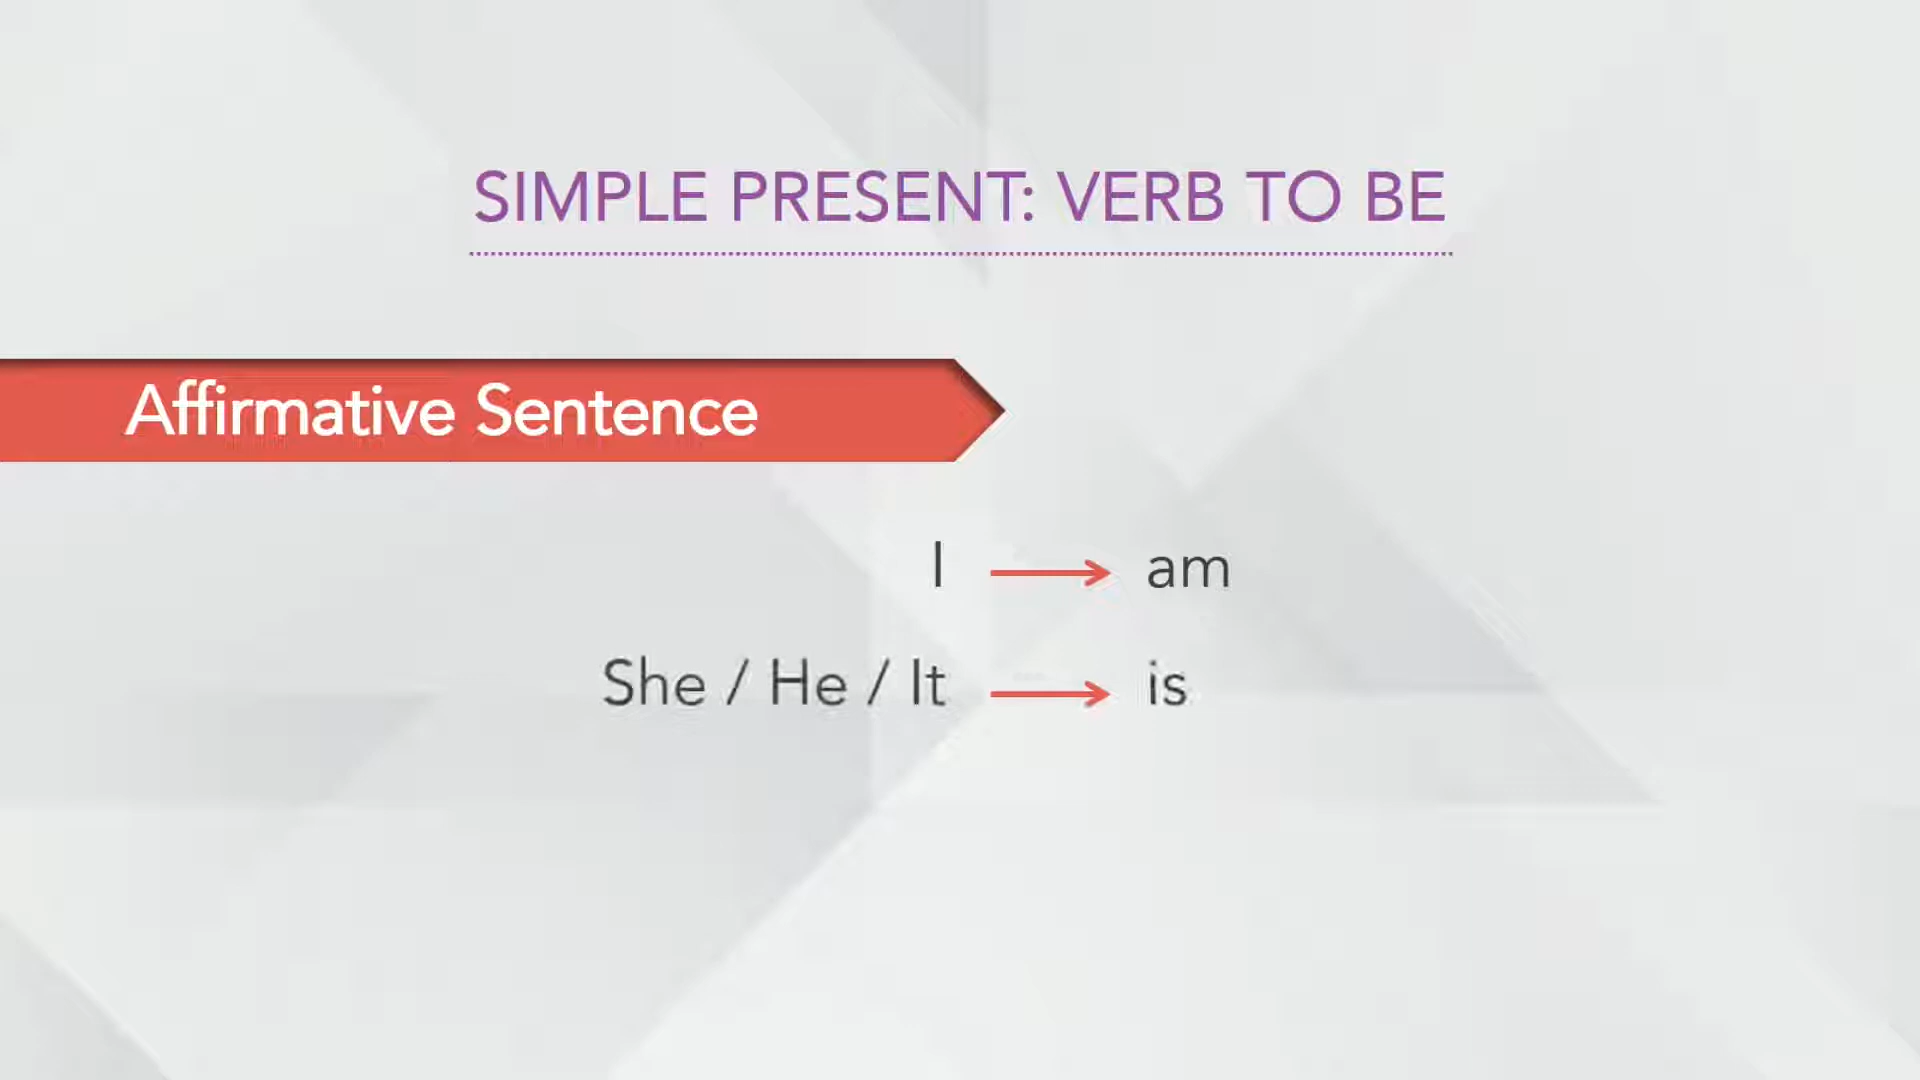 SIMPLE PRESENT: VERB TO BE
Affirmative Sentence
I → am
She / He / It → is